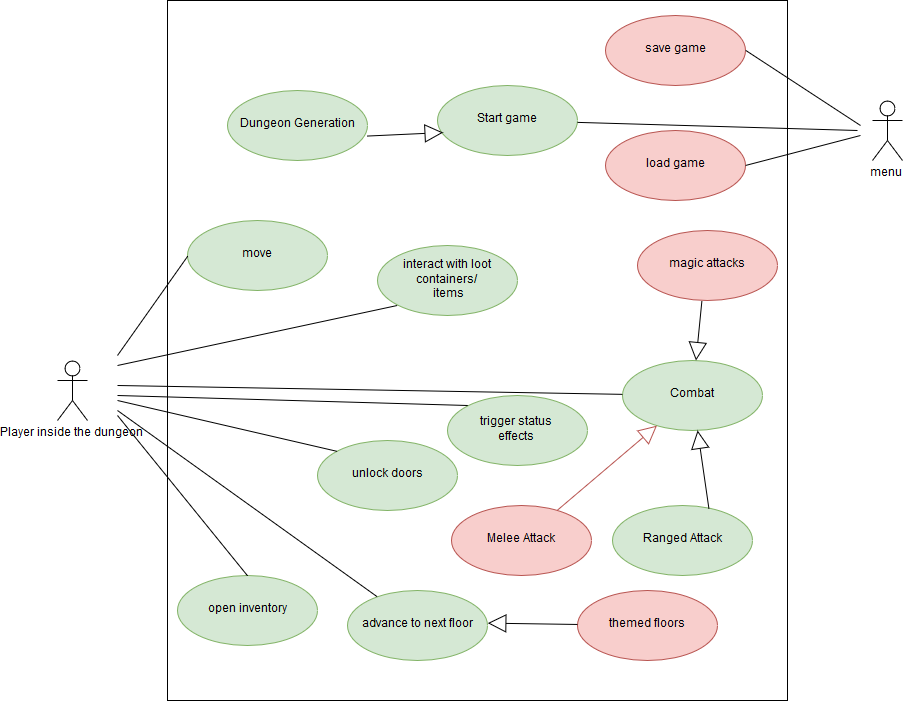 save game
Dungeon Generation
Start game
load game
menu
move
interact with loot
containers/
items
magic attacks
Player inside the dungeon
Combat
trigger status
effects
unlock doors
Melee Attack
Ranged Attack
open inventory
advance to next floor
themed floors